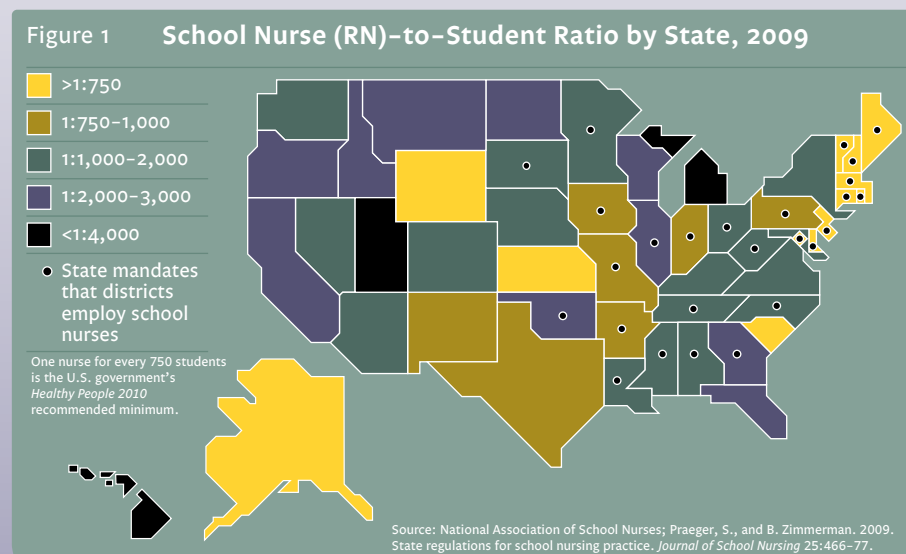 Figure 1
School Nurse (RN)-to-Student Ratio by State, 2009
>1:750
1:750–1,000
1:1,000–2,000
1:2,000–3,000
<1:4,000
State mandates
that districts
employ school
nurses
One nurse for every 750 students
is the U.S. government's
Healthy People 2010
recommended minimum.
Source: National Association of School Nurses; Praeger, S., and B. Zimmerman. 2009.
State regulations for school nursing practice. Journal of School Nursing 25:466–77.